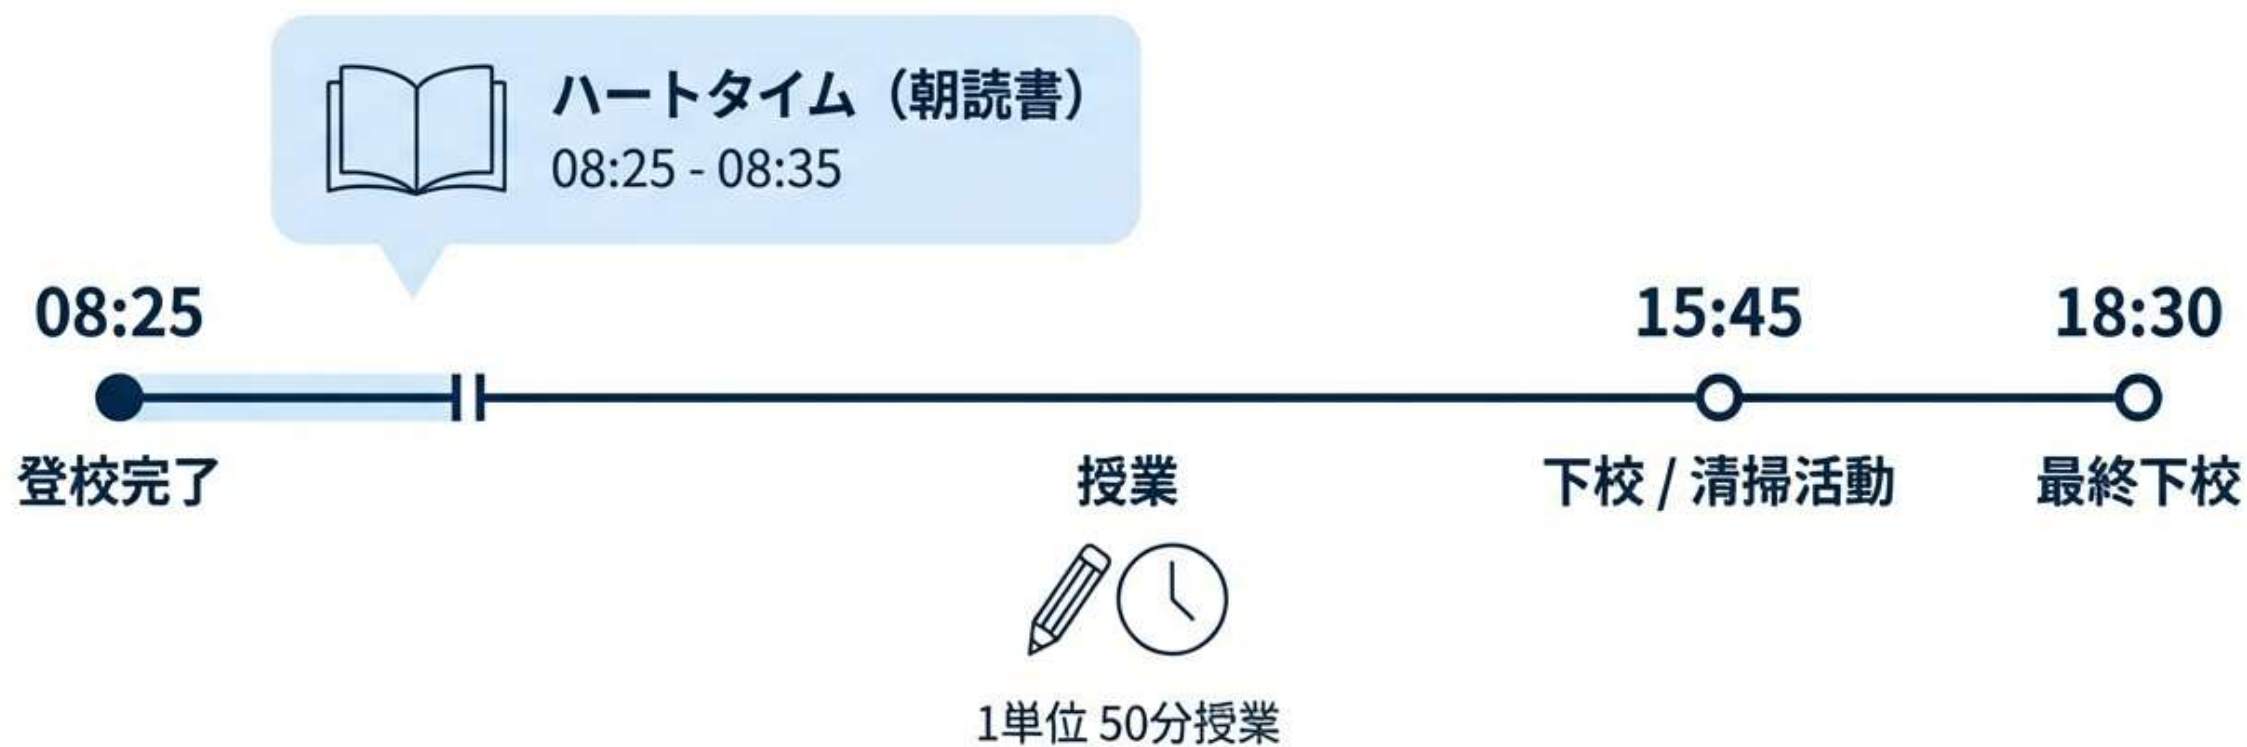 ハートタイム（朝読書）
08:25 - 08:35
08:25
15:45
18:30
登校完了
授業
下校 / 清掃活動
最終下校
1単位 50分授業